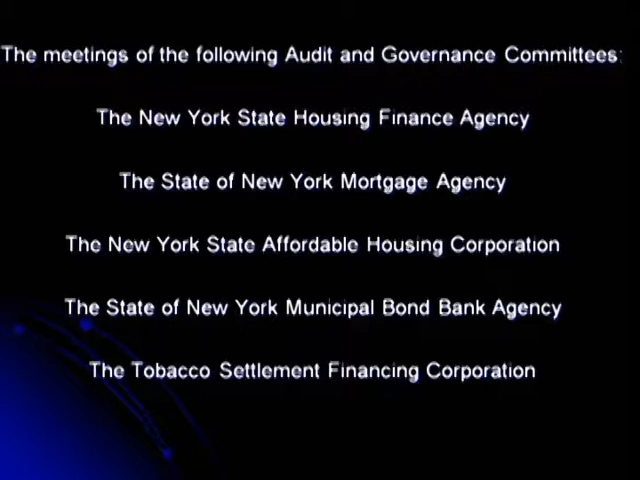 The meetings of the following Audit and Governance Committees:
The New York State Housing Finance Agency
The State of New York Mortgage Agency
The New York State Affordable Housing Corporation
The State of New York Municipal Bond Bank Agency
The Tobacco Settlement Financing Corporation